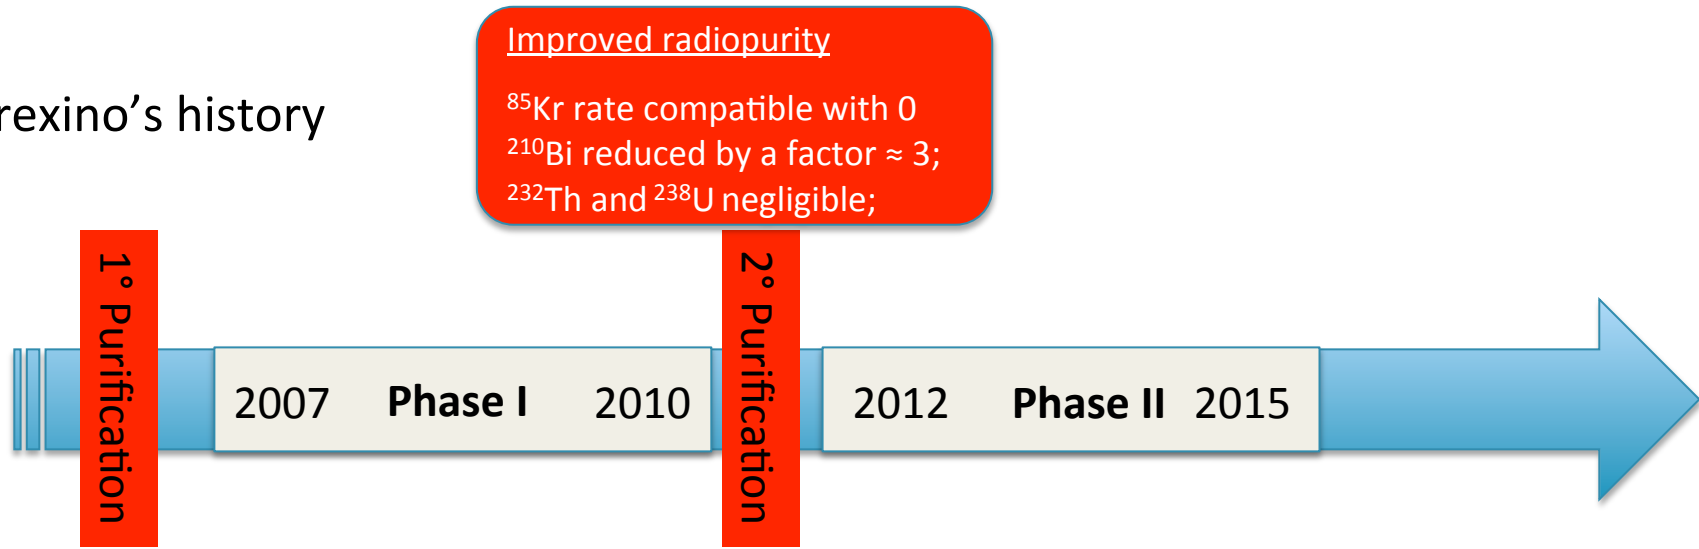 Improved radiopurity
rexino’s history
⁸⁵Kr rate compatible with 0
²¹⁰Bi reduced by a factor ≈ 3;
²³²Th and ²³⁸U negligible;
1° Purification
2° Purification
2007 Phase I 2010
2012 Phase II 2015